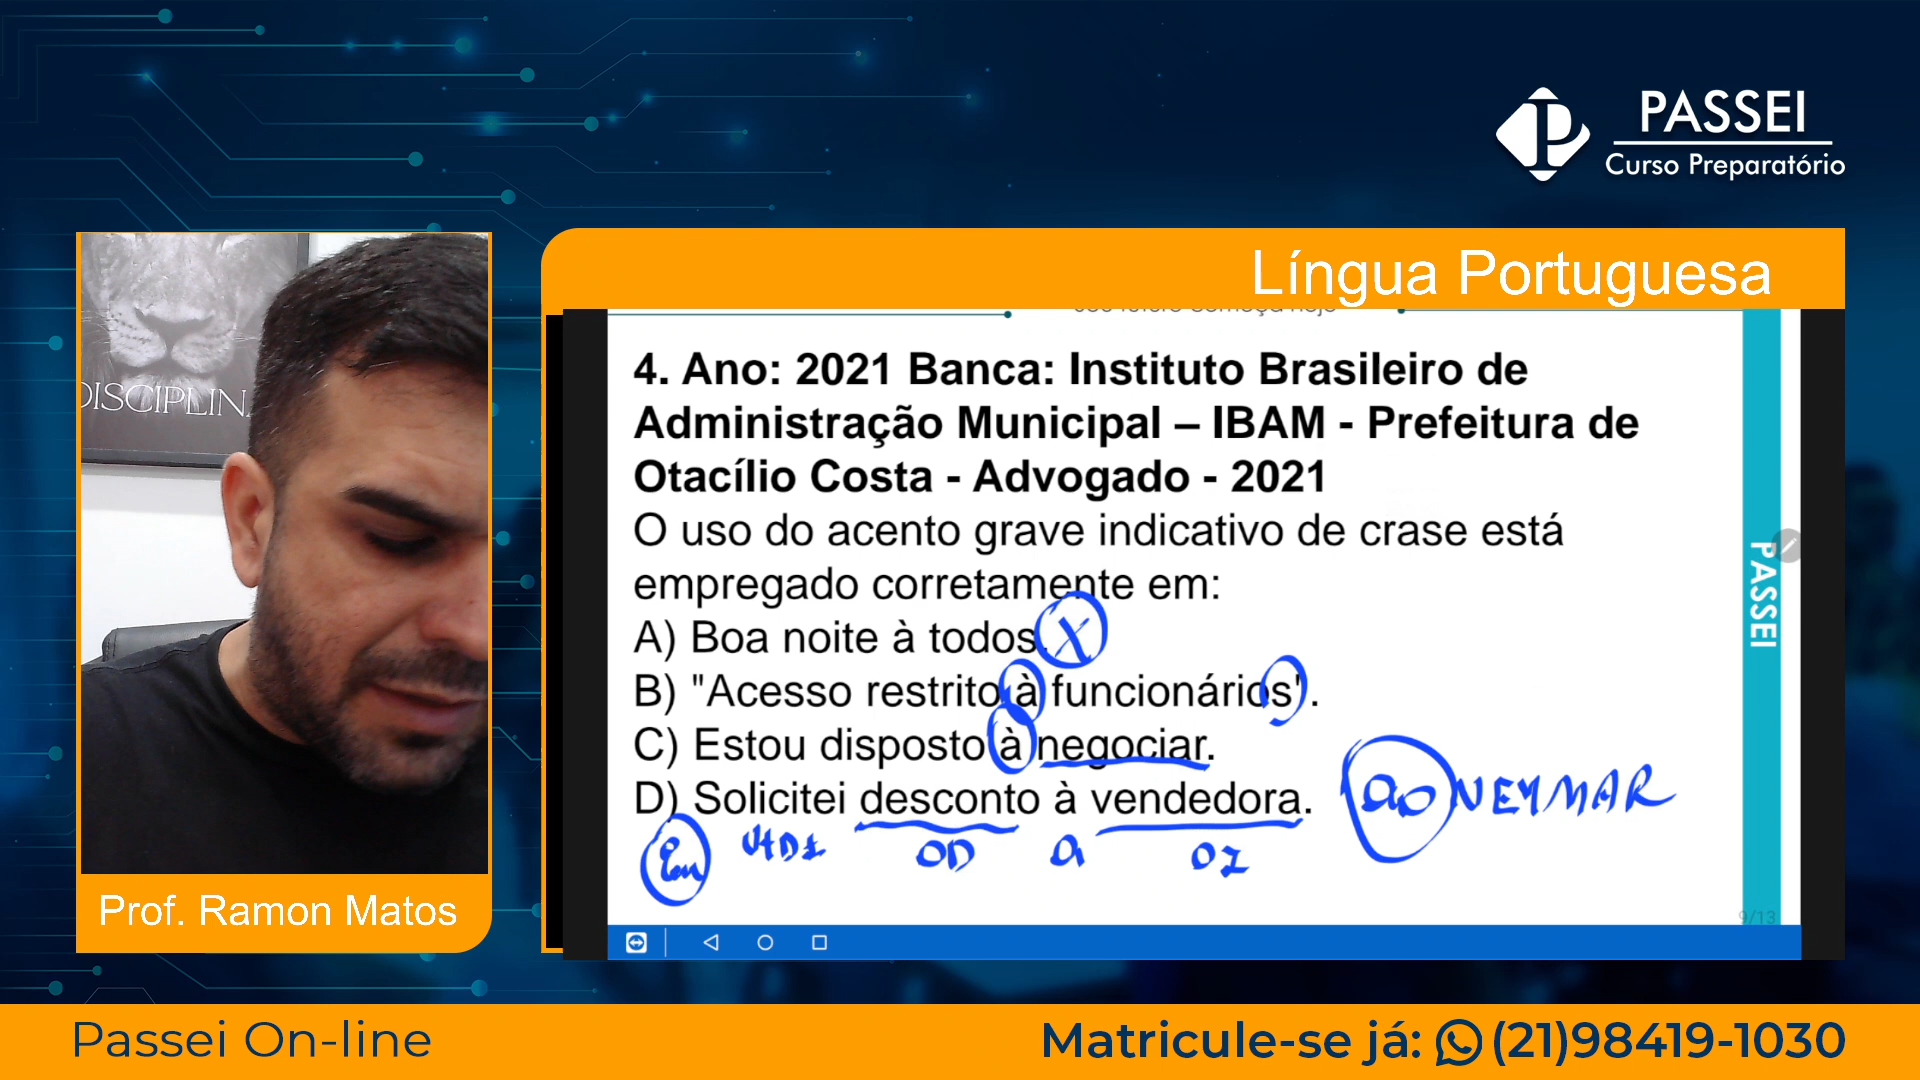 PASSEI
Curso Preparatório
Língua Portuguesa
DISCIPLIN
4. Ano: 2021 Banca: Instituto Brasileiro de
Administração Municipal – IBAM - Prefeitura de
Otacílio Costa - Advogado - 2021
O uso do acento grave indicativo de crase está
empregado corretamente em:
A) Boa noite à todos. X
B) "Acesso restrito à funcionários".
C) Estou disposto à negociar.
D) Solicitei desconto à vendedora.
ao NEYMAR
VTDI OD a OI
PASSEI
9/13
Prof. Ramon Matos
Passei On-line
Matricule-se já: (21)98419-1030